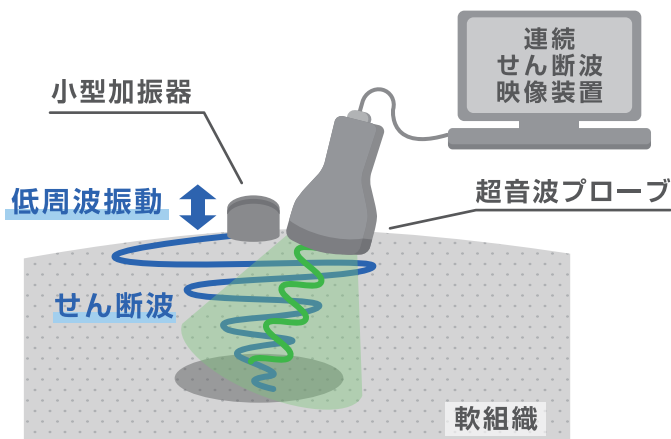 連続
せん断波
映像装置
小型加振器
超音波プローブ
低周波振動
せん断波
軟組織